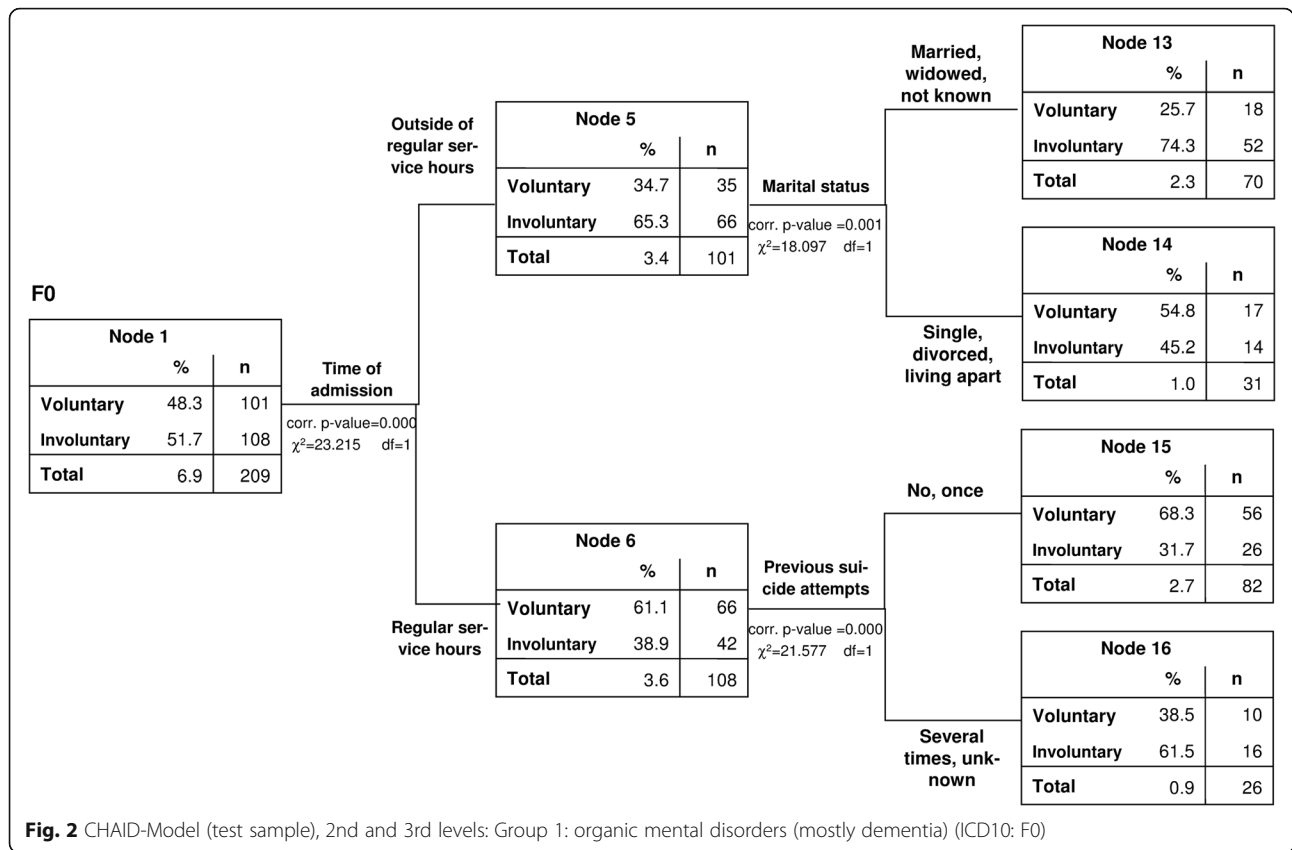 F0
Node 1
% n
Voluntary 48.3 101
Involuntary 51.7 108
Total 6.9 209
Time of
admission
corr. p-value=0.000
χ²=23.215 df=1
Outside of
regular ser-
vice hours
Node 5
% n
Voluntary 34.7 35
Involuntary 65.3 66
Total 3.4 101
Marital status
corr. p-value =0.001
χ²=18.097 df=1
Married,
widowed,
not known
Node 13
% n
Voluntary 25.7 18
Involuntary 74.3 52
Total 2.3 70
Single,
divorced,
living apart
Node 14
% n
Voluntary 54.8 17
Involuntary 45.2 14
Total 1.0 31
Regular ser-
vice hours
Node 6
% n
Voluntary 61.1 66
Involuntary 38.9 42
Total 3.6 108
Previous sui-
cide attempts
corr. p-value =0.000
χ²=21.577 df=1
No, once
Node 15
% n
Voluntary 68.3 56
Involuntary 31.7 26
Total 2.7 82
Several
times, unk-
nown
Node 16
% n
Voluntary 38.5 10
Involuntary 61.5 16
Total 0.9 26
Fig. 2 CHAID-Model (test sample), 2nd and 3rd levels: Group 1: organic mental disorders (mostly dementia) (ICD10: F0)